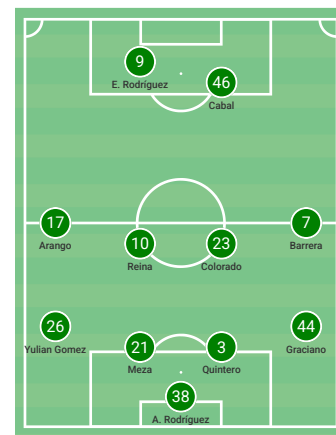 9
E. Rodríguez
46
Cabal
17
Arango
7
Barrera
10
Reina
23
Colorado
26
Yulian Gomez
44
Graciano
21
Meza
3
Quintero
38
A. Rodríguez